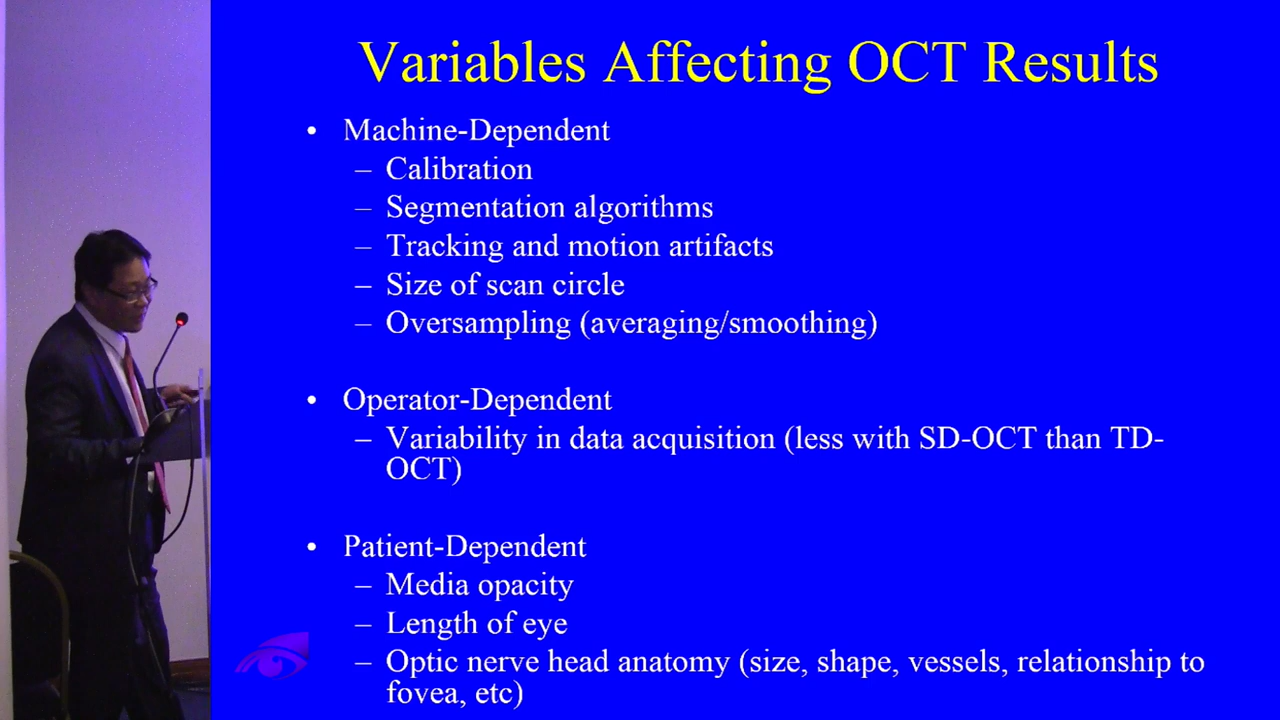 Variables Affecting OCT Results
• Machine-Dependent
– Calibration
– Segmentation algorithms
– Tracking and motion artifacts
– Size of scan circle
– Oversampling (averaging/smoothing)
• Operator-Dependent
– Variability in data acquisition (less with SD-OCT than TD-
OCT)
• Patient-Dependent
– Media opacity
– Length of eye
– Optic nerve head anatomy (size, shape, vessels, relationship to
fovea, etc)